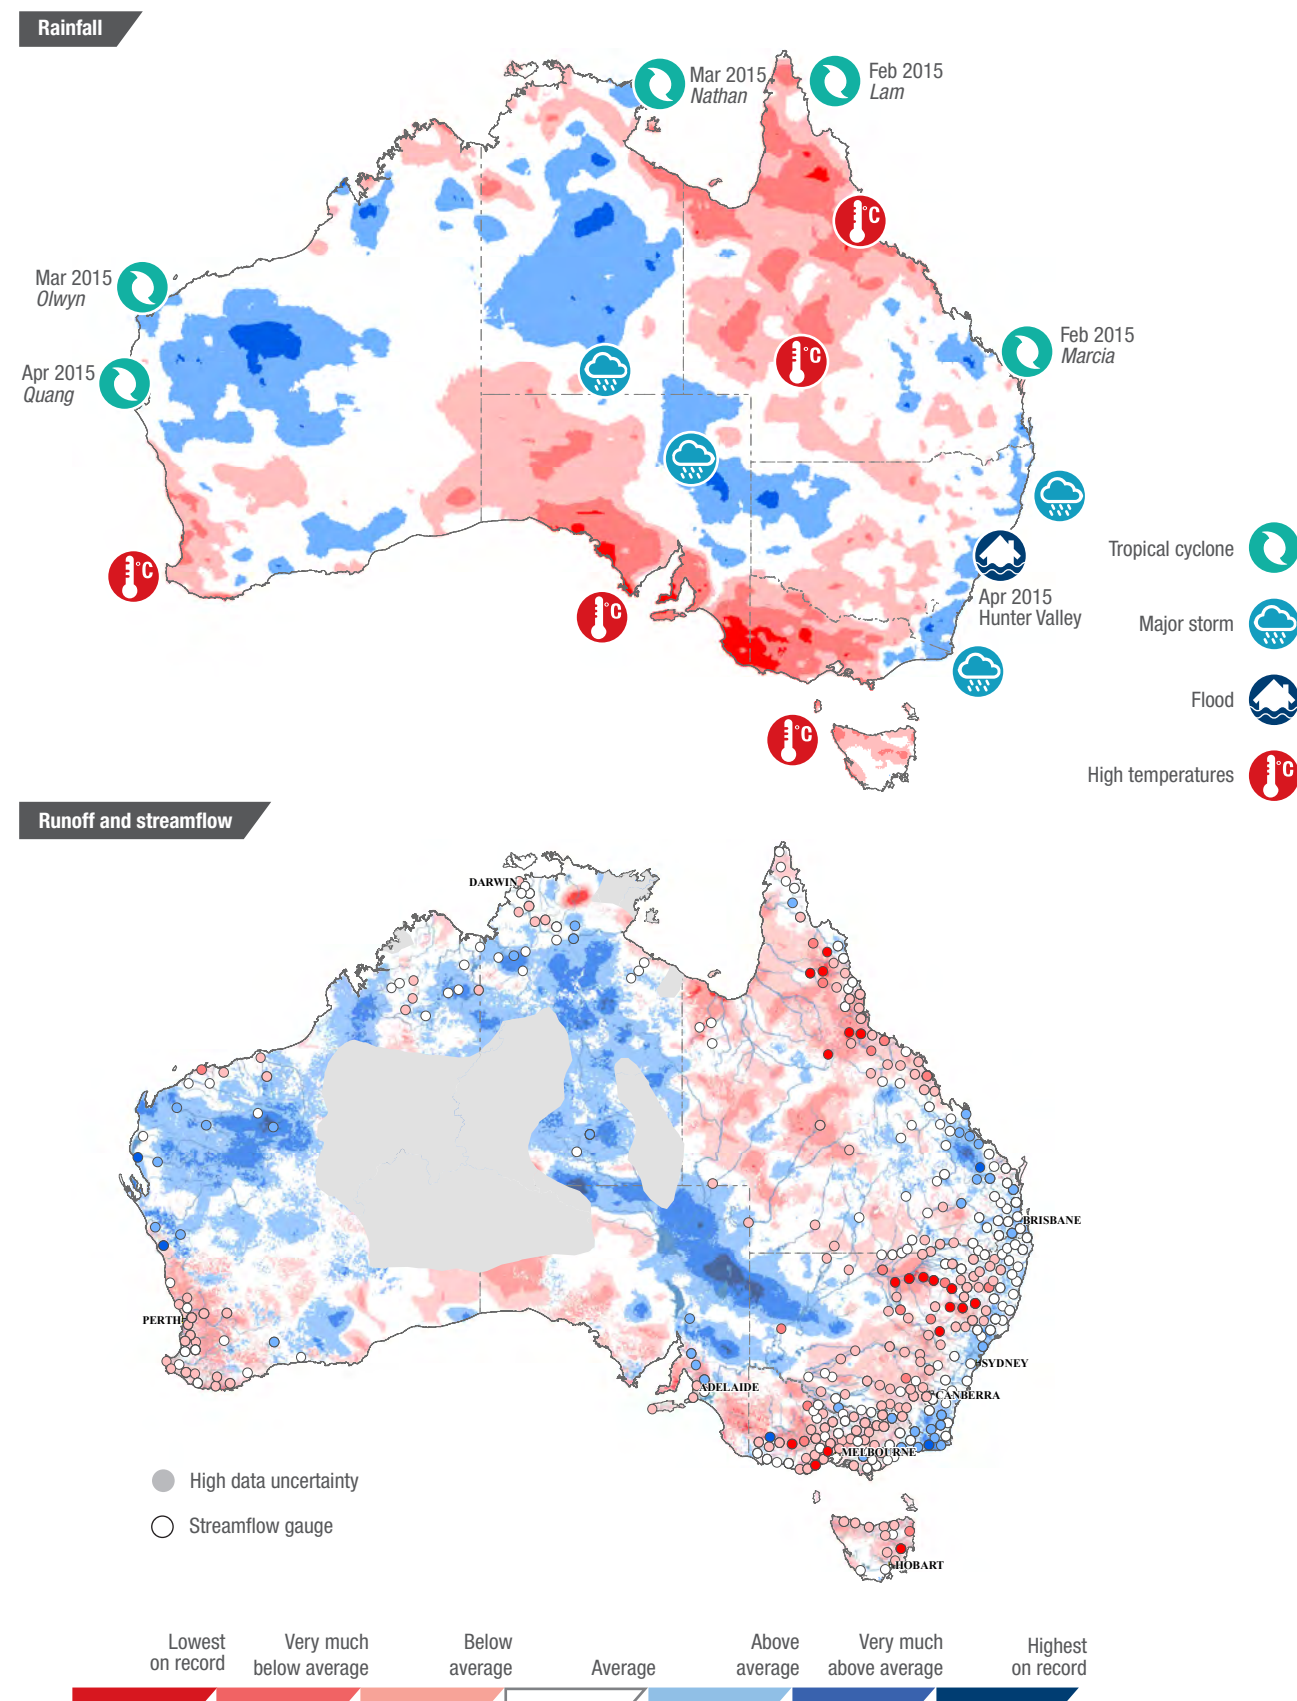 Rainfall
Mar 2015
Nathan
Feb 2015
Lam
Mar 2015
Olwyn
Apr 2015
Quang
Feb 2015
Marcia
°C
°C
°C
°C
°C
Apr 2015
Hunter Valley
Tropical cyclone
Major storm
Flood
High temperatures
°C
Runoff and streamflow
DARWIN
BRISBANE
PERTH
SYDNEY
ADELAIDE
CANBERRA
MELBOURNE
HOBART
High data uncertainty
Streamflow gauge
Lowest
on record
Very much
below average
Below
average
Average
Above
average
Very much
above average
Highest
on record